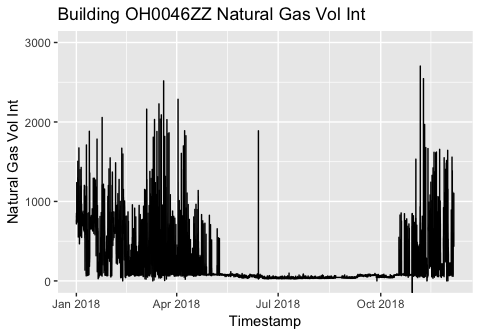 Building OH0046ZZ Natural Gas Vol Int
3000
2000
1000
0
Natural Gas Vol Int
Jan 2018
Apr 2018
Jul 2018
Oct 2018
Timestamp